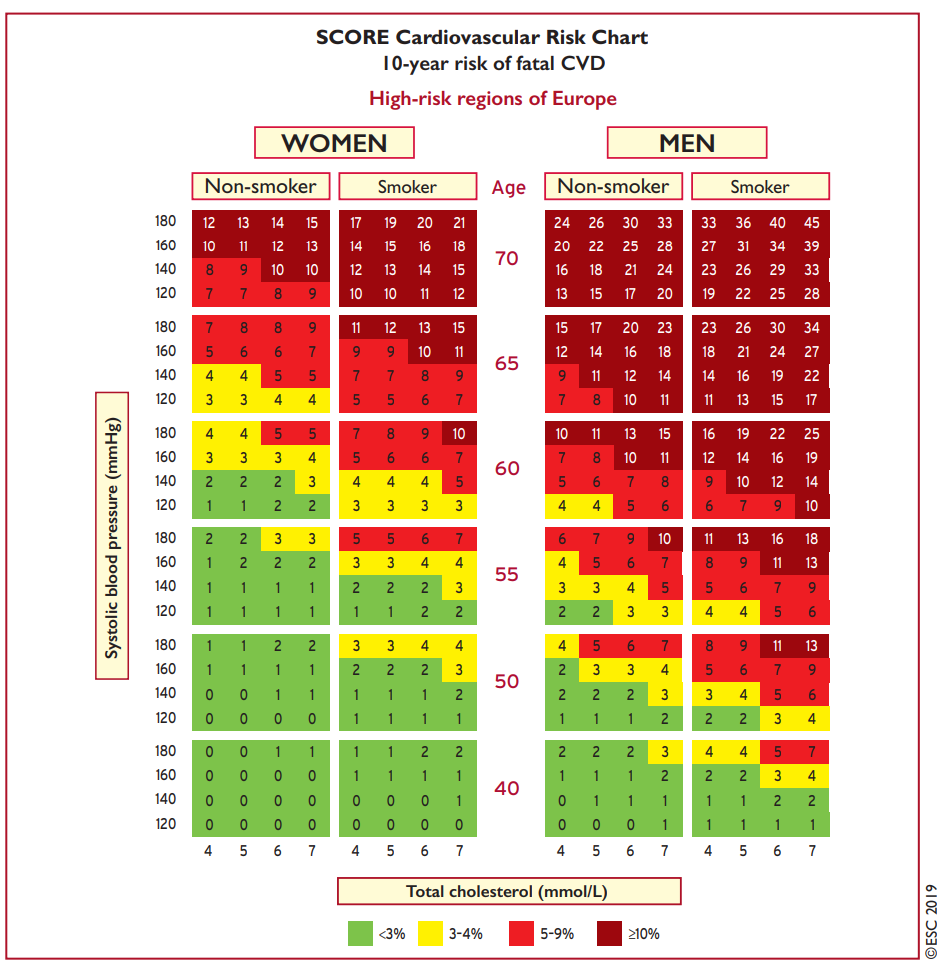 SCORE Cardiovascular Risk Chart
10-year risk of fatal CVD
High-risk regions of Europe
WOMEN MEN
Non-smoker Smoker Age Non-smoker Smoker
180 12 13 14 15 17 19 20 21 24 26 30 33 33 36 40 45
160 10 11 12 13 14 15 16 18 20 22 25 28 27 31 34 39
70
140 8 9 10 10 12 13 14 15 16 18 21 24 23 26 29 33
120 7 7 8 9 10 10 11 12 13 15 17 20 19 22 25 28
180 7 8 8 9 11 12 13 15 15 17 20 23 23 26 30 34
160 5 6 6 7 9 9 10 11 12 14 16 18 18 21 24 27
65
140 4 4 5 5 7 7 8 9 9 11 12 14 14 16 19 22
120 3 3 4 4 5 5 6 7 7 8 10 11 11 13 15 17
180 4 4 5 5 7 8 9 10 10 11 13 15 16 19 22 25
160 3 3 3 4 5 6 6 7 7 8 10 11 12 14 16 19
60
140 2 2 2 3 4 4 4 5 5 6 7 8 9 10 12 14
120 1 1 2 2 3 3 3 3 4 4 5 6 6 7 9 10
180 2 2 3 3 5 5 6 7 6 7 9 10 11 13 16 18
160 1 2 2 2 3 3 4 4 4 5 6 7 8 9 11 13
55
140 1 1 1 1 2 2 2 3 3 3 4 5 5 6 7 9
120 1 1 1 1 1 1 2 2 2 2 3 3 4 4 5 6
180 1 1 2 2 3 3 4 4 4 5 6 7 8 9 11 13
160 1 1 1 1 2 2 2 3 2 3 3 4 5 6 7 9
50
140 0 0 1 1 1 1 1 2 2 2 2 3 3 4 5 6
120 0 0 0 0 1 1 1 1 1 1 1 2 2 2 3 4
180 0 0 1 1 1 1 2 2 2 2 2 3 4 4 5 7
160 0 0 0 0 1 1 1 1 1 1 1 2 2 2 3 4
40
140 0 0 0 0 0 0 0 1 0 1 1 1 1 1 2 2
120 0 0 0 0 0 0 0 0 0 0 0 1 1 1 1 1
4 5 6 7 4 5 6 7 4 5 6 7 4 5 6 7
Systolic blood pressure (mmHg)
Total cholesterol (mmol/L)
<3% 3-4% 5-9% ≥10%
©ESC 2019